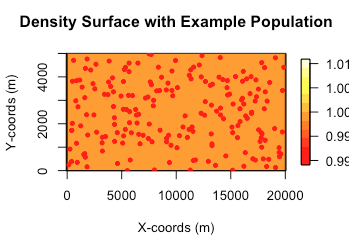 Density Surface with Example Population
Y-coords (m)
4000
2000
0
0 5000 10000 15000 20000
X-coords (m)
1.01
1.00
1.00
0.99
0.99